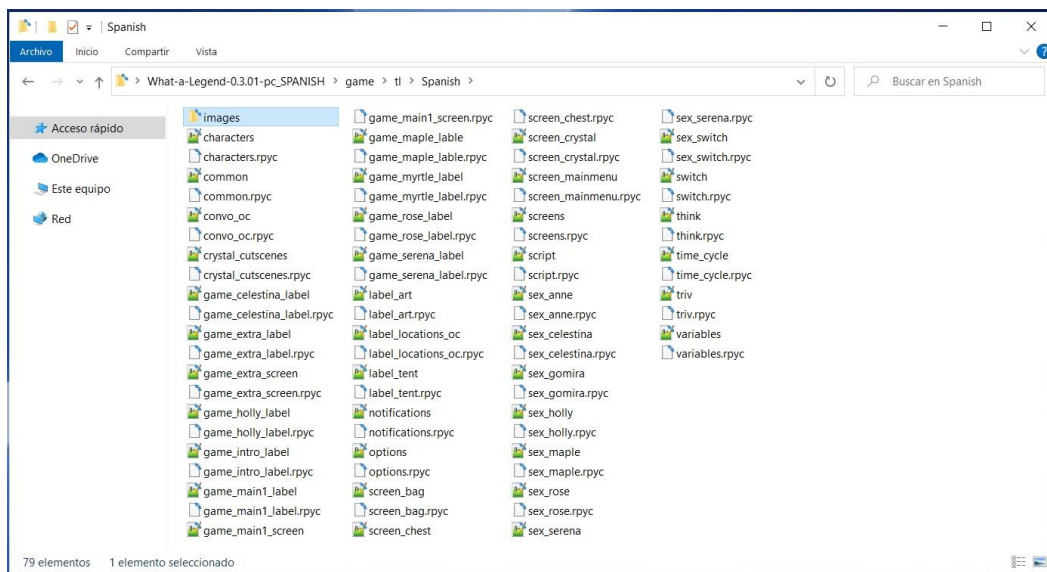 Spanish
Archivo Inicio Compartir Vista
What-a-Legend-0.3.01-pc_SPANISH > game > tl > Spanish >
Buscar en Spanish
Acceso rápido
OneDrive
Este equipo
Red
images
characters
characters.rpyc
common
common.rpyc
convo_oc
convo_oc.rpyc
crystal_cutscenes
crystal_cutscenes.rpyc
game_celestina_label
game_celestina_label.rpyc
game_extra_label
game_extra_label.rpyc
game_extra_screen
game_extra_screen.rpyc
game_holly_label
game_holly_label.rpyc
game_intro_label
game_intro_label.rpyc
game_main1_label
game_main1_label.rpyc
game_main1_screen
game_main1_screen.rpyc
game_maple_lable
game_maple_lable.rpyc
game_myrtle_label
game_myrtle_label.rpyc
game_rose_label
game_rose_label.rpyc
game_serena_label
game_serena_label.rpyc
label_art
label_art.rpyc
label_locations_oc
label_locations_oc.rpyc
label_tent
label_tent.rpyc
notifications
notifications.rpyc
options
options.rpyc
screen_bag
screen_bag.rpyc
screen_chest
screen_chest.rpyc
screen_crystal
screen_crystal.rpyc
screen_mainmenu
screen_mainmenu.rpyc
screens
screens.rpyc
script
script.rpyc
sex_anne
sex_anne.rpyc
sex_celestina
sex_celestina.rpyc
sex_gomira
sex_gomira.rpyc
sex_holly
sex_holly.rpyc
sex_maple
sex_maple.rpyc
sex_rose
sex_rose.rpyc
sex_serena
sex_serena.rpyc
sex_switch
sex_switch.rpyc
switch
switch.rpyc
think
think.rpyc
time_cycle
time_cycle.rpyc
triv
triv.rpyc
variables
variables.rpyc
79 elementos 1 elemento seleccionado